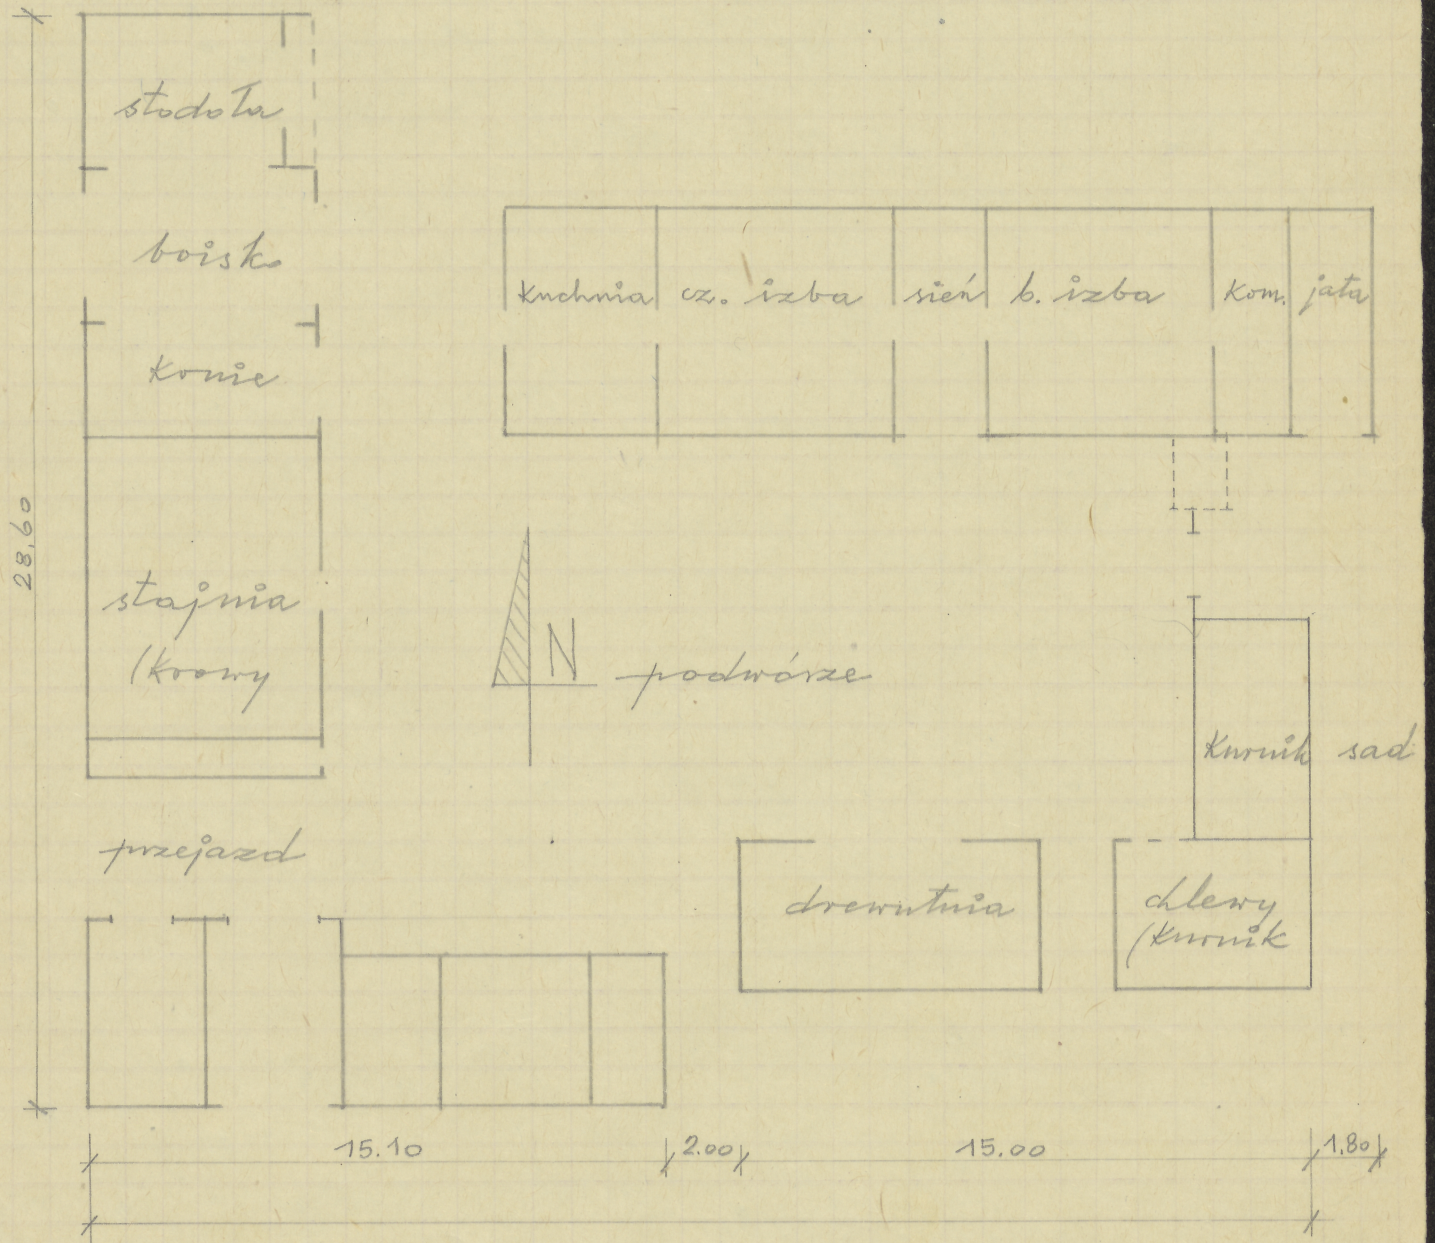 stodoła
boisk.
kuchnia cz. izba sień b. izba kom. jata
konie
28.60
stajnia
(krowy
N podwórze
kurnik sad
przejazd
drewutnia
chlewy
(kurnik
15.10 2.00 15.00 1.80